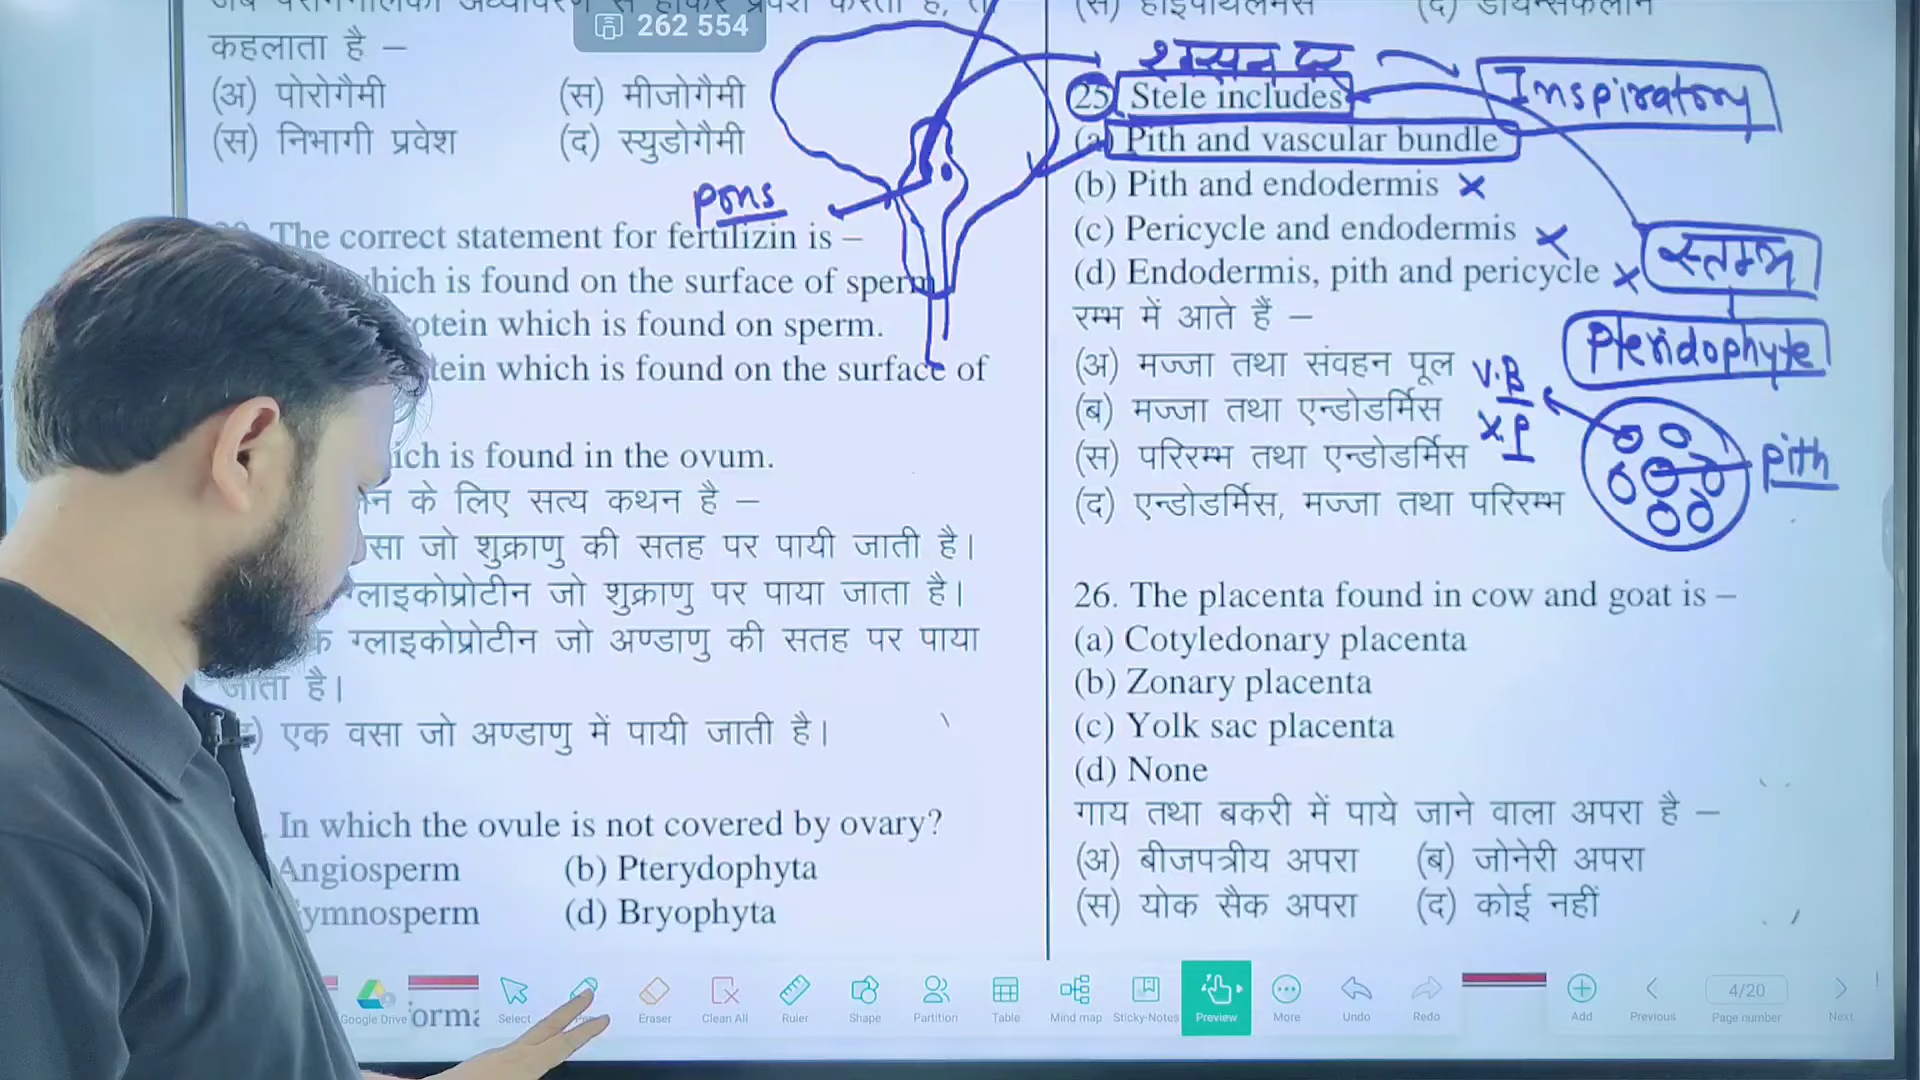 262 554
कहलाता है –
(अ) पोरोगैमी (स) मीजोगैमी
(स) निभागी प्रवेश (द) स्युडोगैमी
pons
The correct statement for fertilizin is –
which is found on the surface of sperm
otein which is found on sperm.
tein which is found on the surface of
ich is found in the ovum.
के लिए सत्य कथन है –
सा जो शुक्राणु की सतह पर पायी जाती है।
ग्लाइकोप्रोटीन जो शुक्राणु पर पाया जाता है।
क ग्लाइकोप्रोटीन जो अण्डाणु की सतह पर पाया
जाता है।
एक वसा जो अण्डाणु में पायी जाती है।
In which the ovule is not covered by ovary?
Angiosperm (b) Pterydophyta
ymnosperm (d) Bryophyta
(स) हाइपोथैलेमस (द) डायेन्सिफेलॉन
Inspiratory
25 Stele includes
(a) Pith and vascular bundle
(b) Pith and endodermis x
(c) Pericycle and endodermis x
(d) Endodermis, pith and pericycle x
स्तम्भ
Pteridophyte
रम्भ में आते हैं –
(अ) मज्जा तथा संवहन पूल V.B
(ब) मज्जा तथा एन्डोडर्मिस x P
(स) परिरम्भ तथा एन्डोडर्मिस
pith
(द) एन्डोडर्मिस, मज्जा तथा परिरम्भ
26. The placenta found in cow and goat is –
(a) Cotyledonary placenta
(b) Zonary placenta
(c) Yolk sac placenta
(d) None
गाय तथा बकरी में पाये जाने वाला अपरा है –
(अ) बीजपत्रीय अपरा (ब) जोनेरी अपरा
(स) योक सैक अपरा (द) कोई नहीं
Google Drive Select Pen Eraser Clean All Ruler Shape Partition Table Mind map Sticky-Notes Preview More Undo Redo Add Previous 4/20 Page number Next